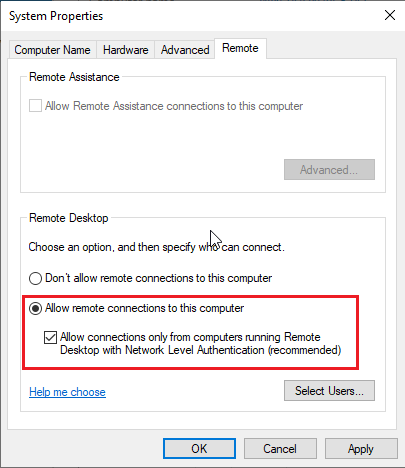 System Properties
Computer Name Hardware Advanced Remote
Remote Assistance
Allow Remote Assistance connections to this computer
Advanced...
Remote Desktop
Choose an option, and then specify who can connect.
Don't allow remote connections to this computer
Allow remote connections to this computer
Allow connections only from computers running Remote
Desktop with Network Level Authentication (recommended)
Help me choose Select Users...
OK Cancel Apply